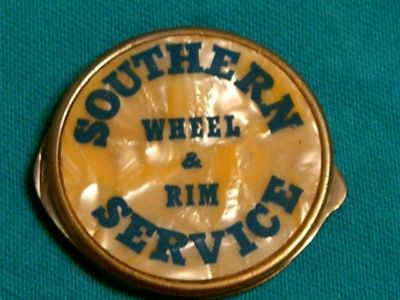 SOUTHERN
WHEEL
&
RIM
SERVICE